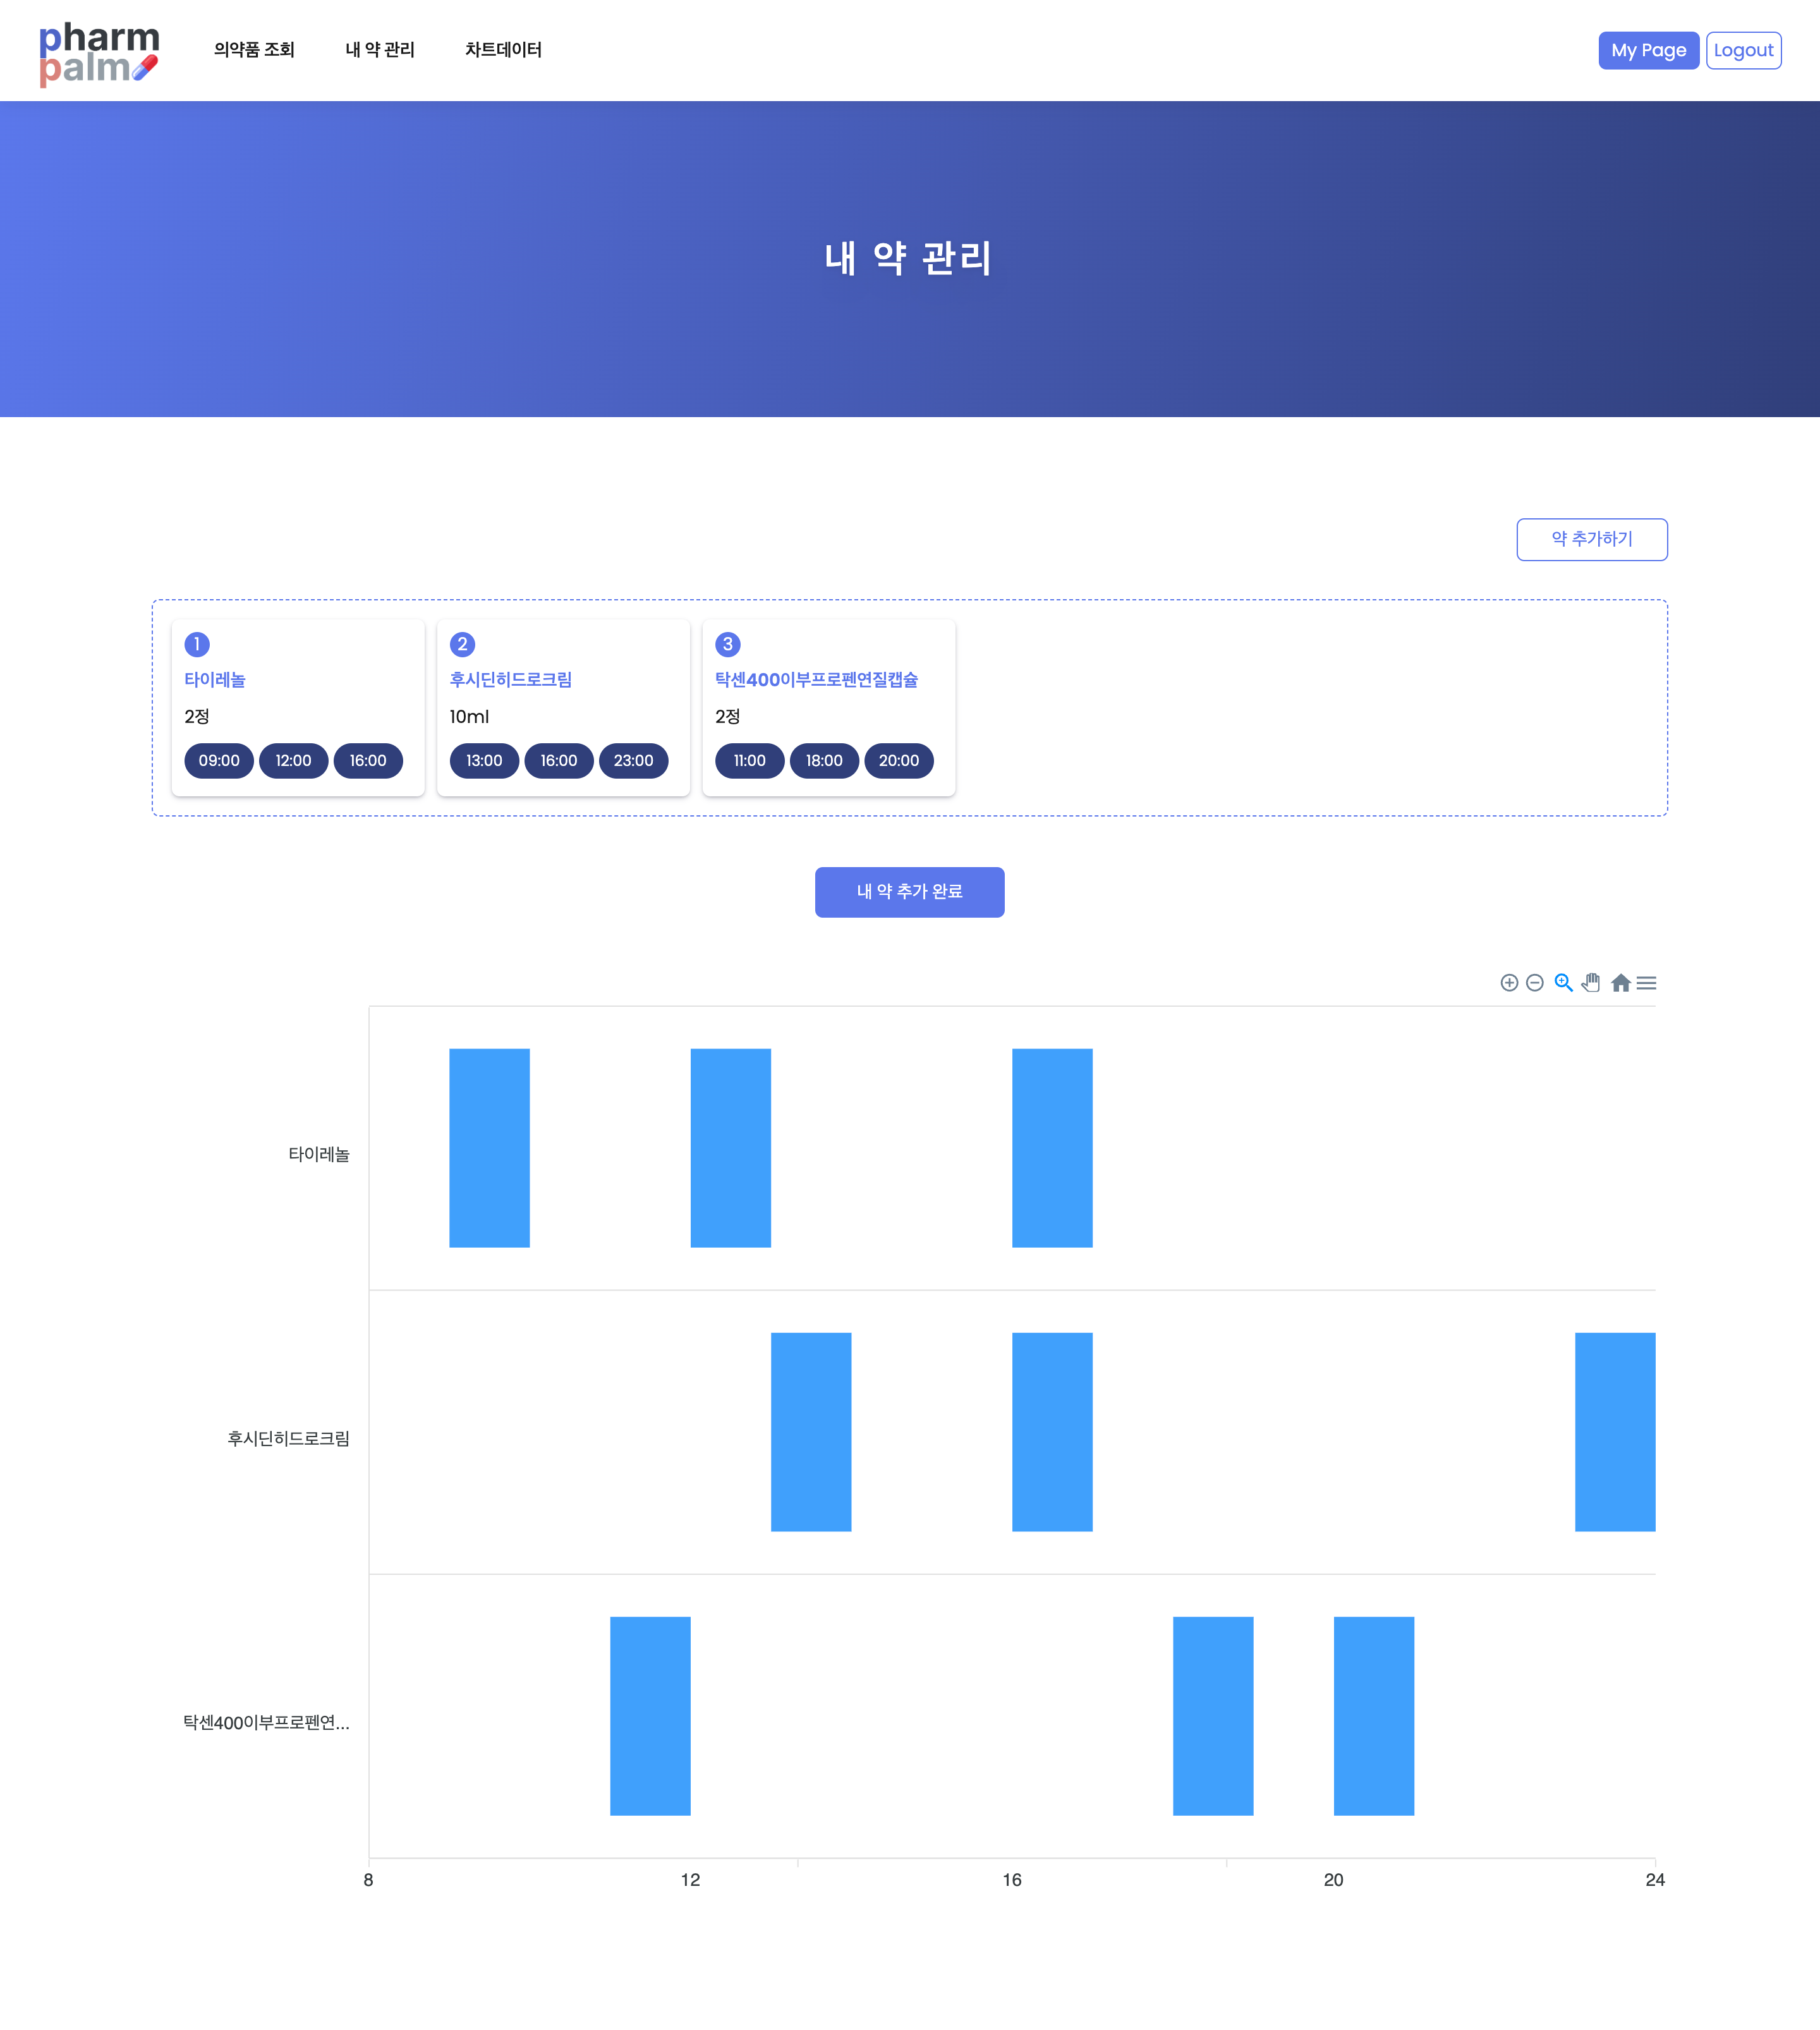 pharm
palm
의약품 조회 내 약 관리 차트데이터 My Page Logout
내 약 관리
약 추가하기
1
타이레놀
2정
09:00 12:00 16:00
2
후시딘히드로크림
10ml
13:00 16:00 23:00
3
탁센400이부프로펜연질캡슐
2정
11:00 18:00 20:00
내 약 추가 완료
타이레놀
후시딘히드로크림
탁센400이부프로펜연...
8 12 16 20 24